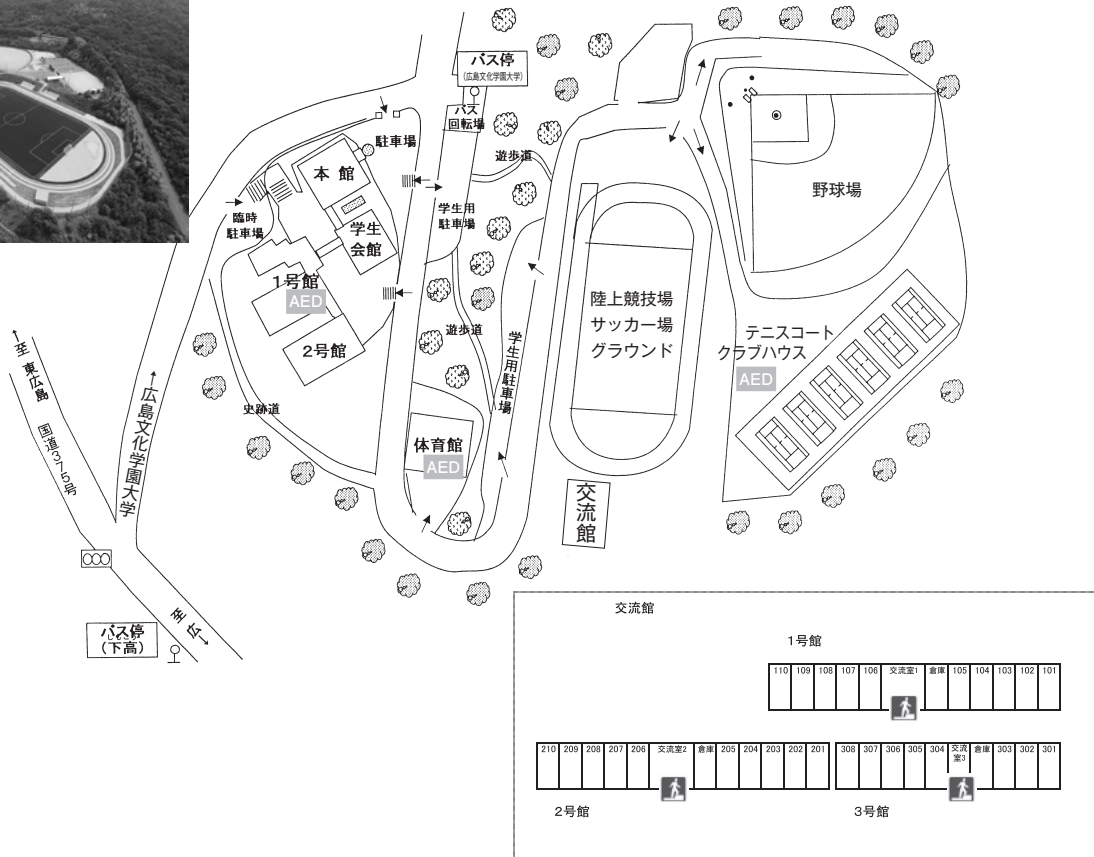 バス停
(広島文化学園大学)
バス
回転場
駐車場
本館
遊歩道
学生用
駐車場
臨時
駐車場
学生
会館
野球場
1号館
AED
陸上競技場
サッカー場
グラウンド
テニスコート
クラブハウス
AED
遊歩道
2号館
学生用駐車場
史跡道
至 東広島
国道375号
広島文化学園大学
体育館
AED
交流館
至 広
バス停
(下高)
交流館
1号館
110 109 108 107 106 交流室1 倉庫 105 104 103 102 101
210 209 208 207 206 交流室2 倉庫 205 204 203 202 201
308 307 306 305 304 交流室3 倉庫 303 302 301
2号館
3号館